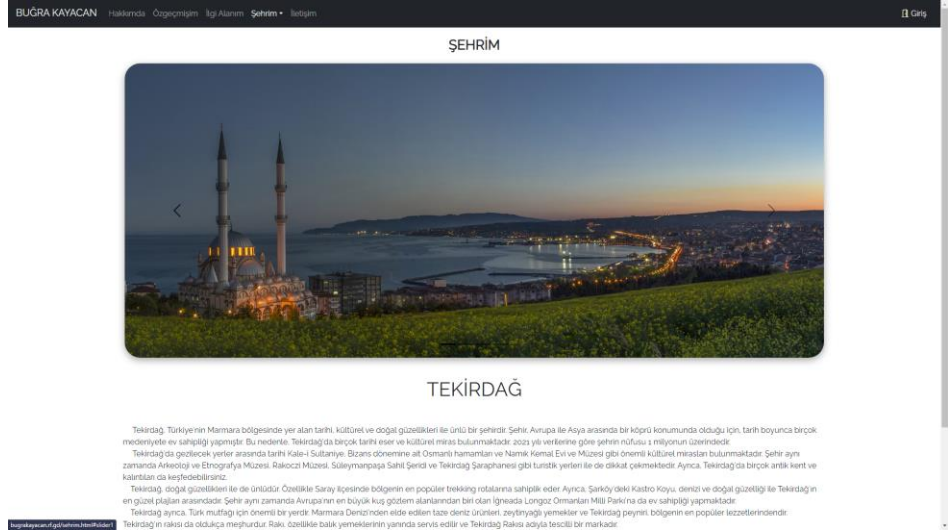 BUĞRA KAYACAN Hakkımda Özgeçmişim İlgi Alanım Şehrim İletişim Giriş
ŞEHRİM
TEKİRDAĞ
Tekirdağ, Türkiye'nin Marmara bölgesinde yer alan tarihi, kültürel ve doğal güzellikleri ile ünlü bir şehirdir. Şehir, Avrupa ile Asya arasında bir köprü konumunda olduğu için, tarih boyunca birçok
medeniyete ev sahipliği yapmıştır. Bu nedenle, Tekirdağ'da birçok tarihi eser ve kültürel miras bulunmaktadır. 2021 yılı verilerine göre şehrin nüfusu 1 milyonun üzerindedir.
Tekirdağ'da gezilecek yerler arasında tarihi Kale-i Sultaniye, Bizans dönemine ait Osmanlı hamamları ve Namık Kemal Evi ve Müzesi gibi önemli kültürel mirasları bulunmaktadır. Şehir aynı
zamanda Arkeoloji ve Etnografya Müzesi, Rakoczi Müzesi, Süleymanpaşa Sahil Şeridi ve Tekirdağ Şaraphanesi gibi turistik yerleri ile de dikkat çekmektedir. Ayrıca, Tekirdağ'da birçok antik kent ve
kalıntıları da keşfedebilirsiniz.
Tekirdağ, doğal güzellikleri ile de ünlüdür. Özellikle Saray ilçesinde bölgenin en popüler trekking rotalarına sahiplik eder. Ayrıca, Şarköy'deki Kastro Koyu, denizi ve doğal güzelliği ile Tekirdağ'ın
en güzel plajları arasındadır. Şehir aynı zamanda Avrupa'nın en büyük kuş gözlem alanlarından biri olan İğneada Longoz Ormanları Milli Parkı'na da ev sahipliği yapmaktadır.
Tekirdağ ayrıca, Türk mutfağı için önemli bir yerdir. Marmara Denizi'nden elde edilen taze deniz ürünleri, zeytinyağlı yemekler ve Tekirdağ peyniri, bölgenin en popüler lezzetlerindendir.
Tekirdağ'ın rakısı da oldukça meşhurdur. Rakı, özellikle balık yemeklerinin yanında servis edilir ve Tekirdağ Rakısı adıyla tescilli bir markadır.
bugrakayacan.rf.gd/sehrim.html#slider1